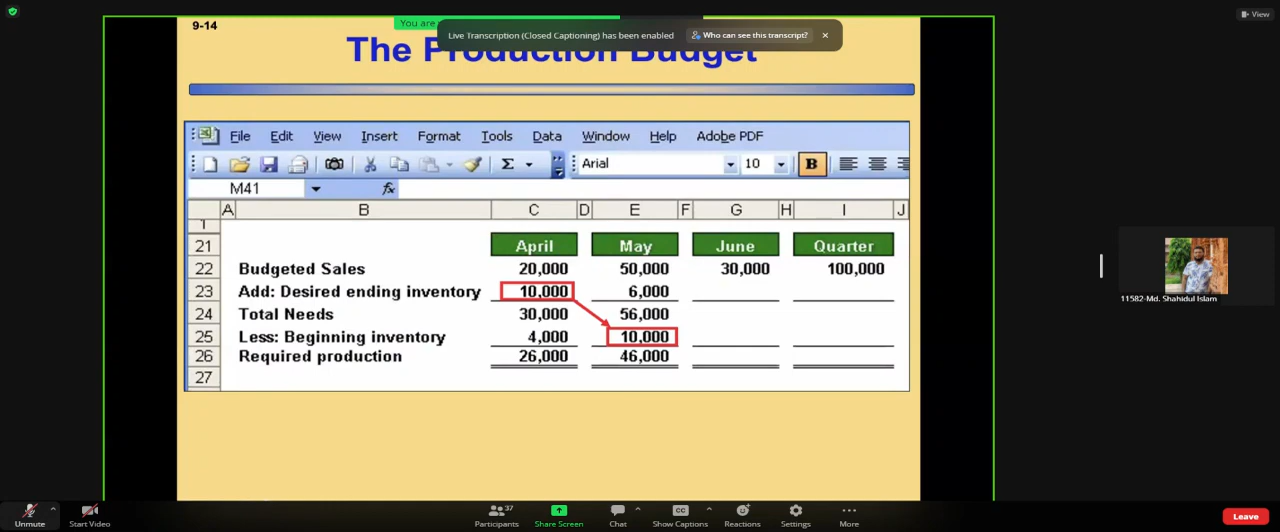 View
9-14
You are
Live Transcription (Closed Captioning) has been enabled Who can see this transcript? ×
The Production Budget
File Edit View Insert Format Tools Data Window Help Adobe PDF
Arial 10 B
M41 fx
A B C D E F G H I J
1
21 April May June Quarter
22 Budgeted Sales 20,000 50,000 30,000 100,000
23 Add: Desired ending inventory 10,000 6,000
24 Total Needs 30,000 56,000
25 Less: Beginning inventory 4,000 10,000
26 Required production 26,000 46,000
27
11582-Md. Shahidul Islam
Unmute Start Video Participants 37 Share Screen Chat CC Show Captions Reactions Settings More Leave